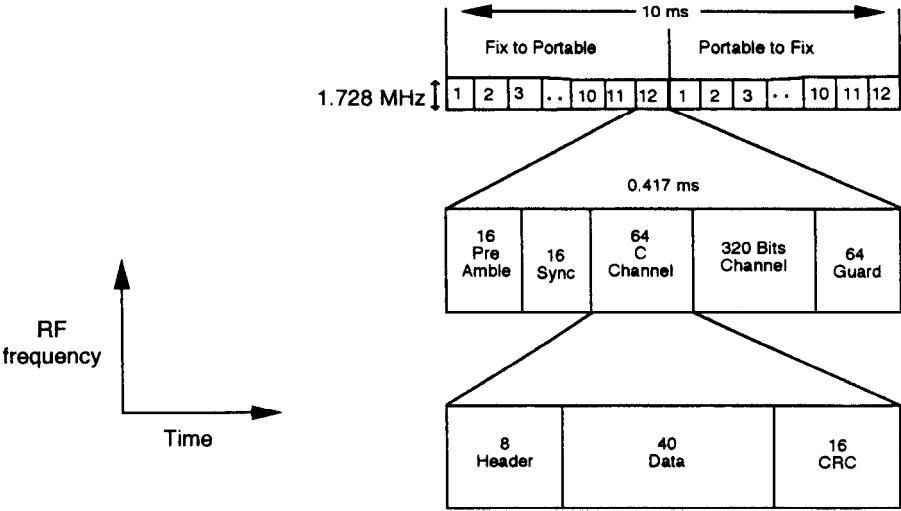 10 ms
Fix to Portable
Portable to Fix
1.728 MHz
1 2 3 .. 10 11 12 1 2 3 .. 10 11 12
0.417 ms
16
Pre
Amble
16
Sync
64
C
Channel
320 Bits
Channel
64
Guard
RF
frequency
Time
8
Header
40
Data
16
CRC